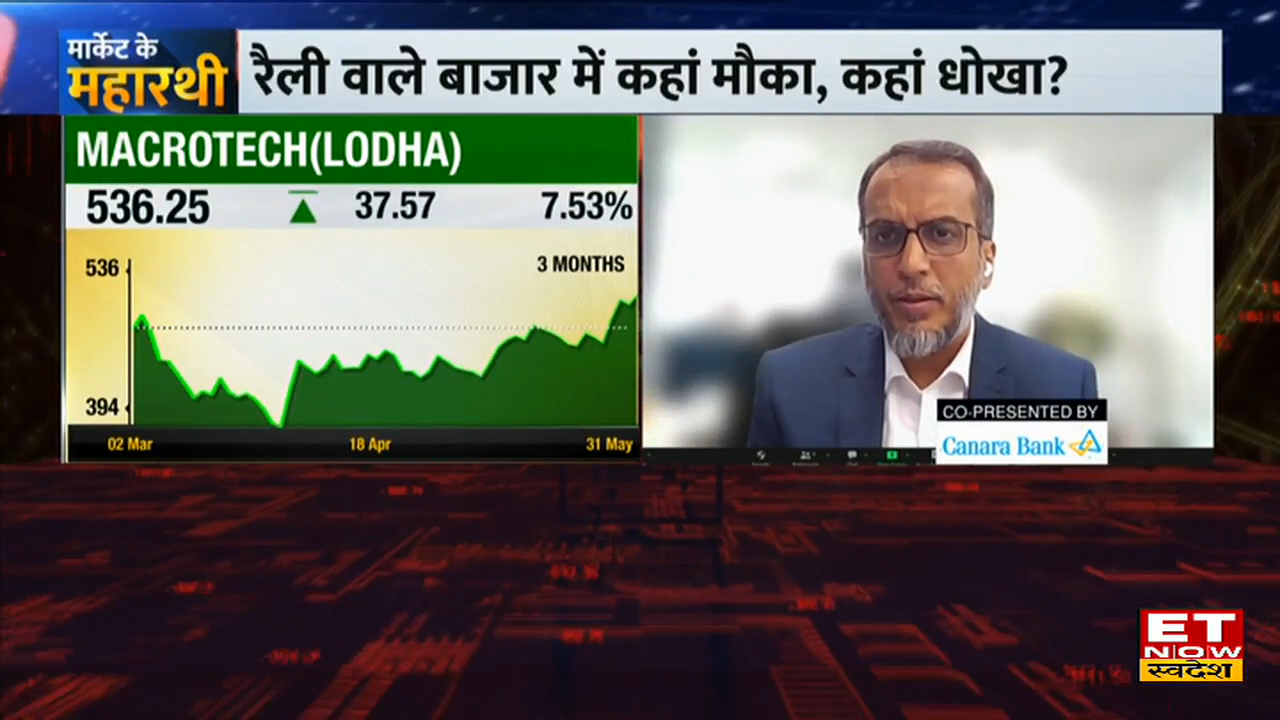 मार्केट के
महारथी
रैली वाले बाजार में कहां मौका, कहां धोखा?
MACROTECH(LODHA)
536.25 37.57 7.53%
536
3 MONTHS
394
02 Mar 18 Apr 31 May
CO-PRESENTED BY
Canara Bank
ET
NOW
स्वदेश